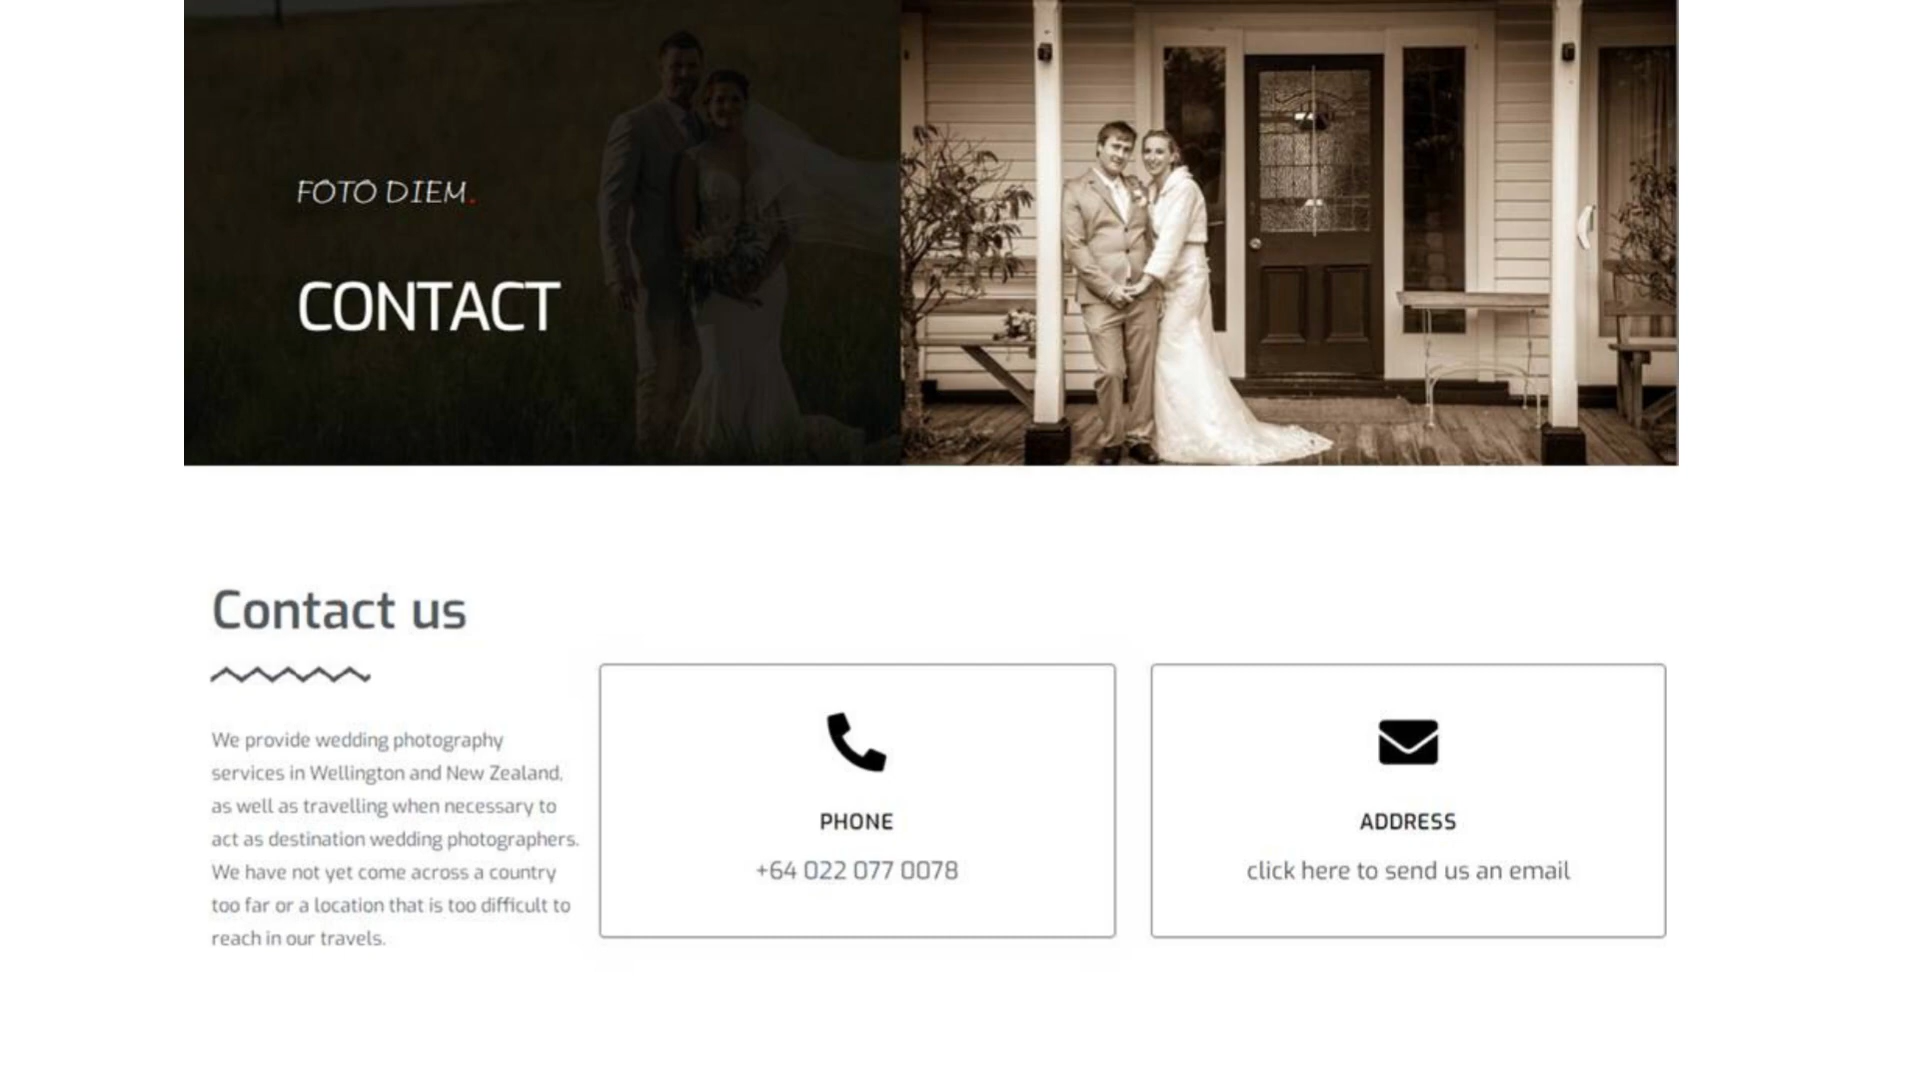 FOTO DIEM.
CONTACT
Contact us
We provide wedding photography
services in Wellington and New Zealand,
as well as travelling when necessary to
act as destination wedding photographers.
We have not yet come across a country
too far or a location that is too difficult to
reach in our travels.
PHONE
+64 022 077 0078
ADDRESS
click here to send us an email